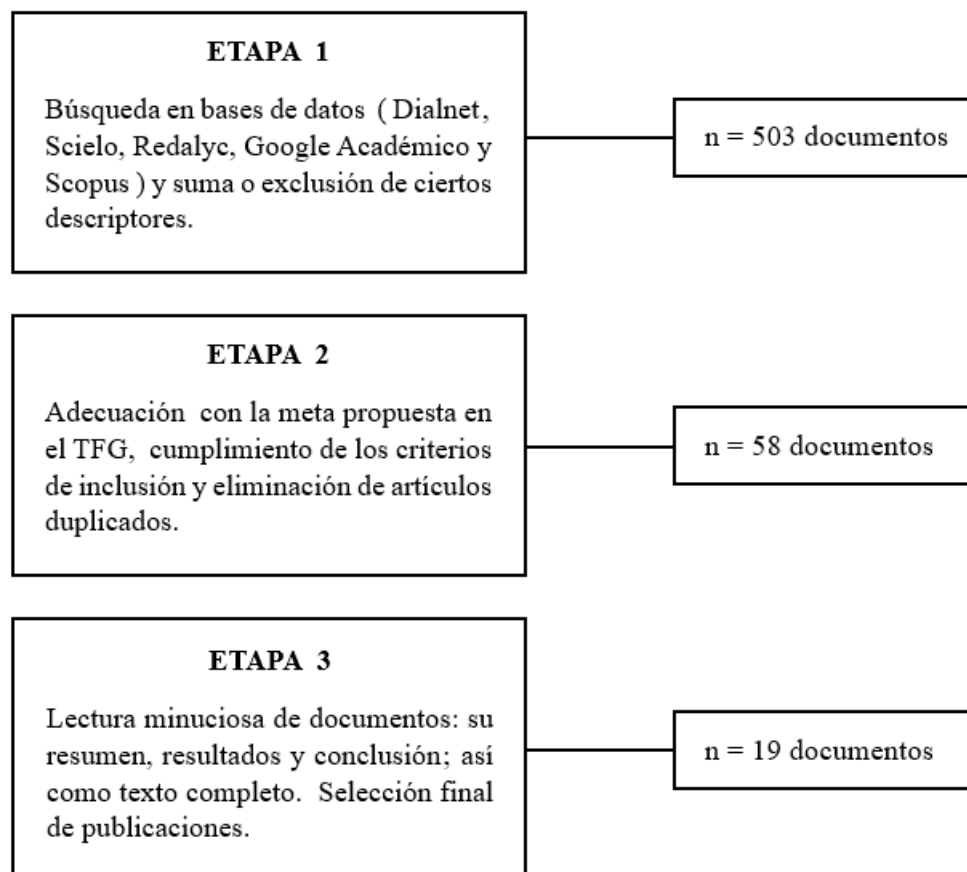 ETAPA 1
Búsqueda en bases de datos ( Dialnet,
Scielo, Redalyc, Google Académico y
Scopus ) y suma o exclusión de ciertos
descriptores.
n = 503 documentos
ETAPA 2
Adecuación con la meta propuesta en
el TFG, cumplimiento de los criterios
de inclusión y eliminación de artículos
duplicados.
n = 58 documentos
ETAPA 3
Lectura minuciosa de documentos: su
resumen, resultados y conclusión; así
como texto completo. Selección final
de publicaciones.
n = 19 documentos